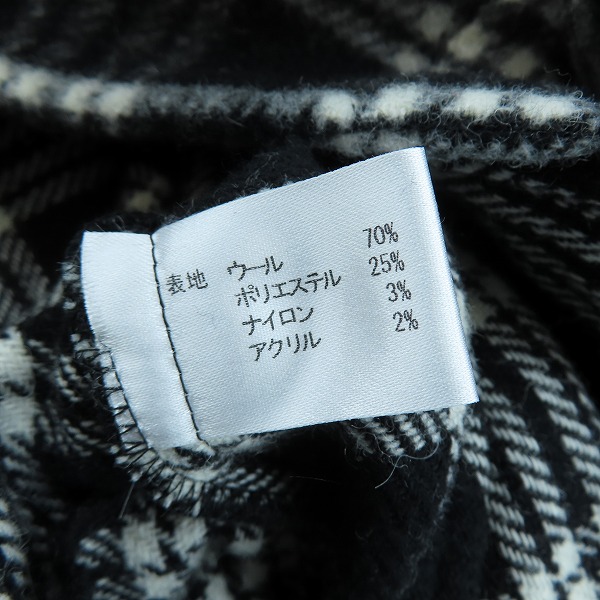 表地 ウール 70%
ポリエステル 25%
ナイロン 3%
アクリル 2%